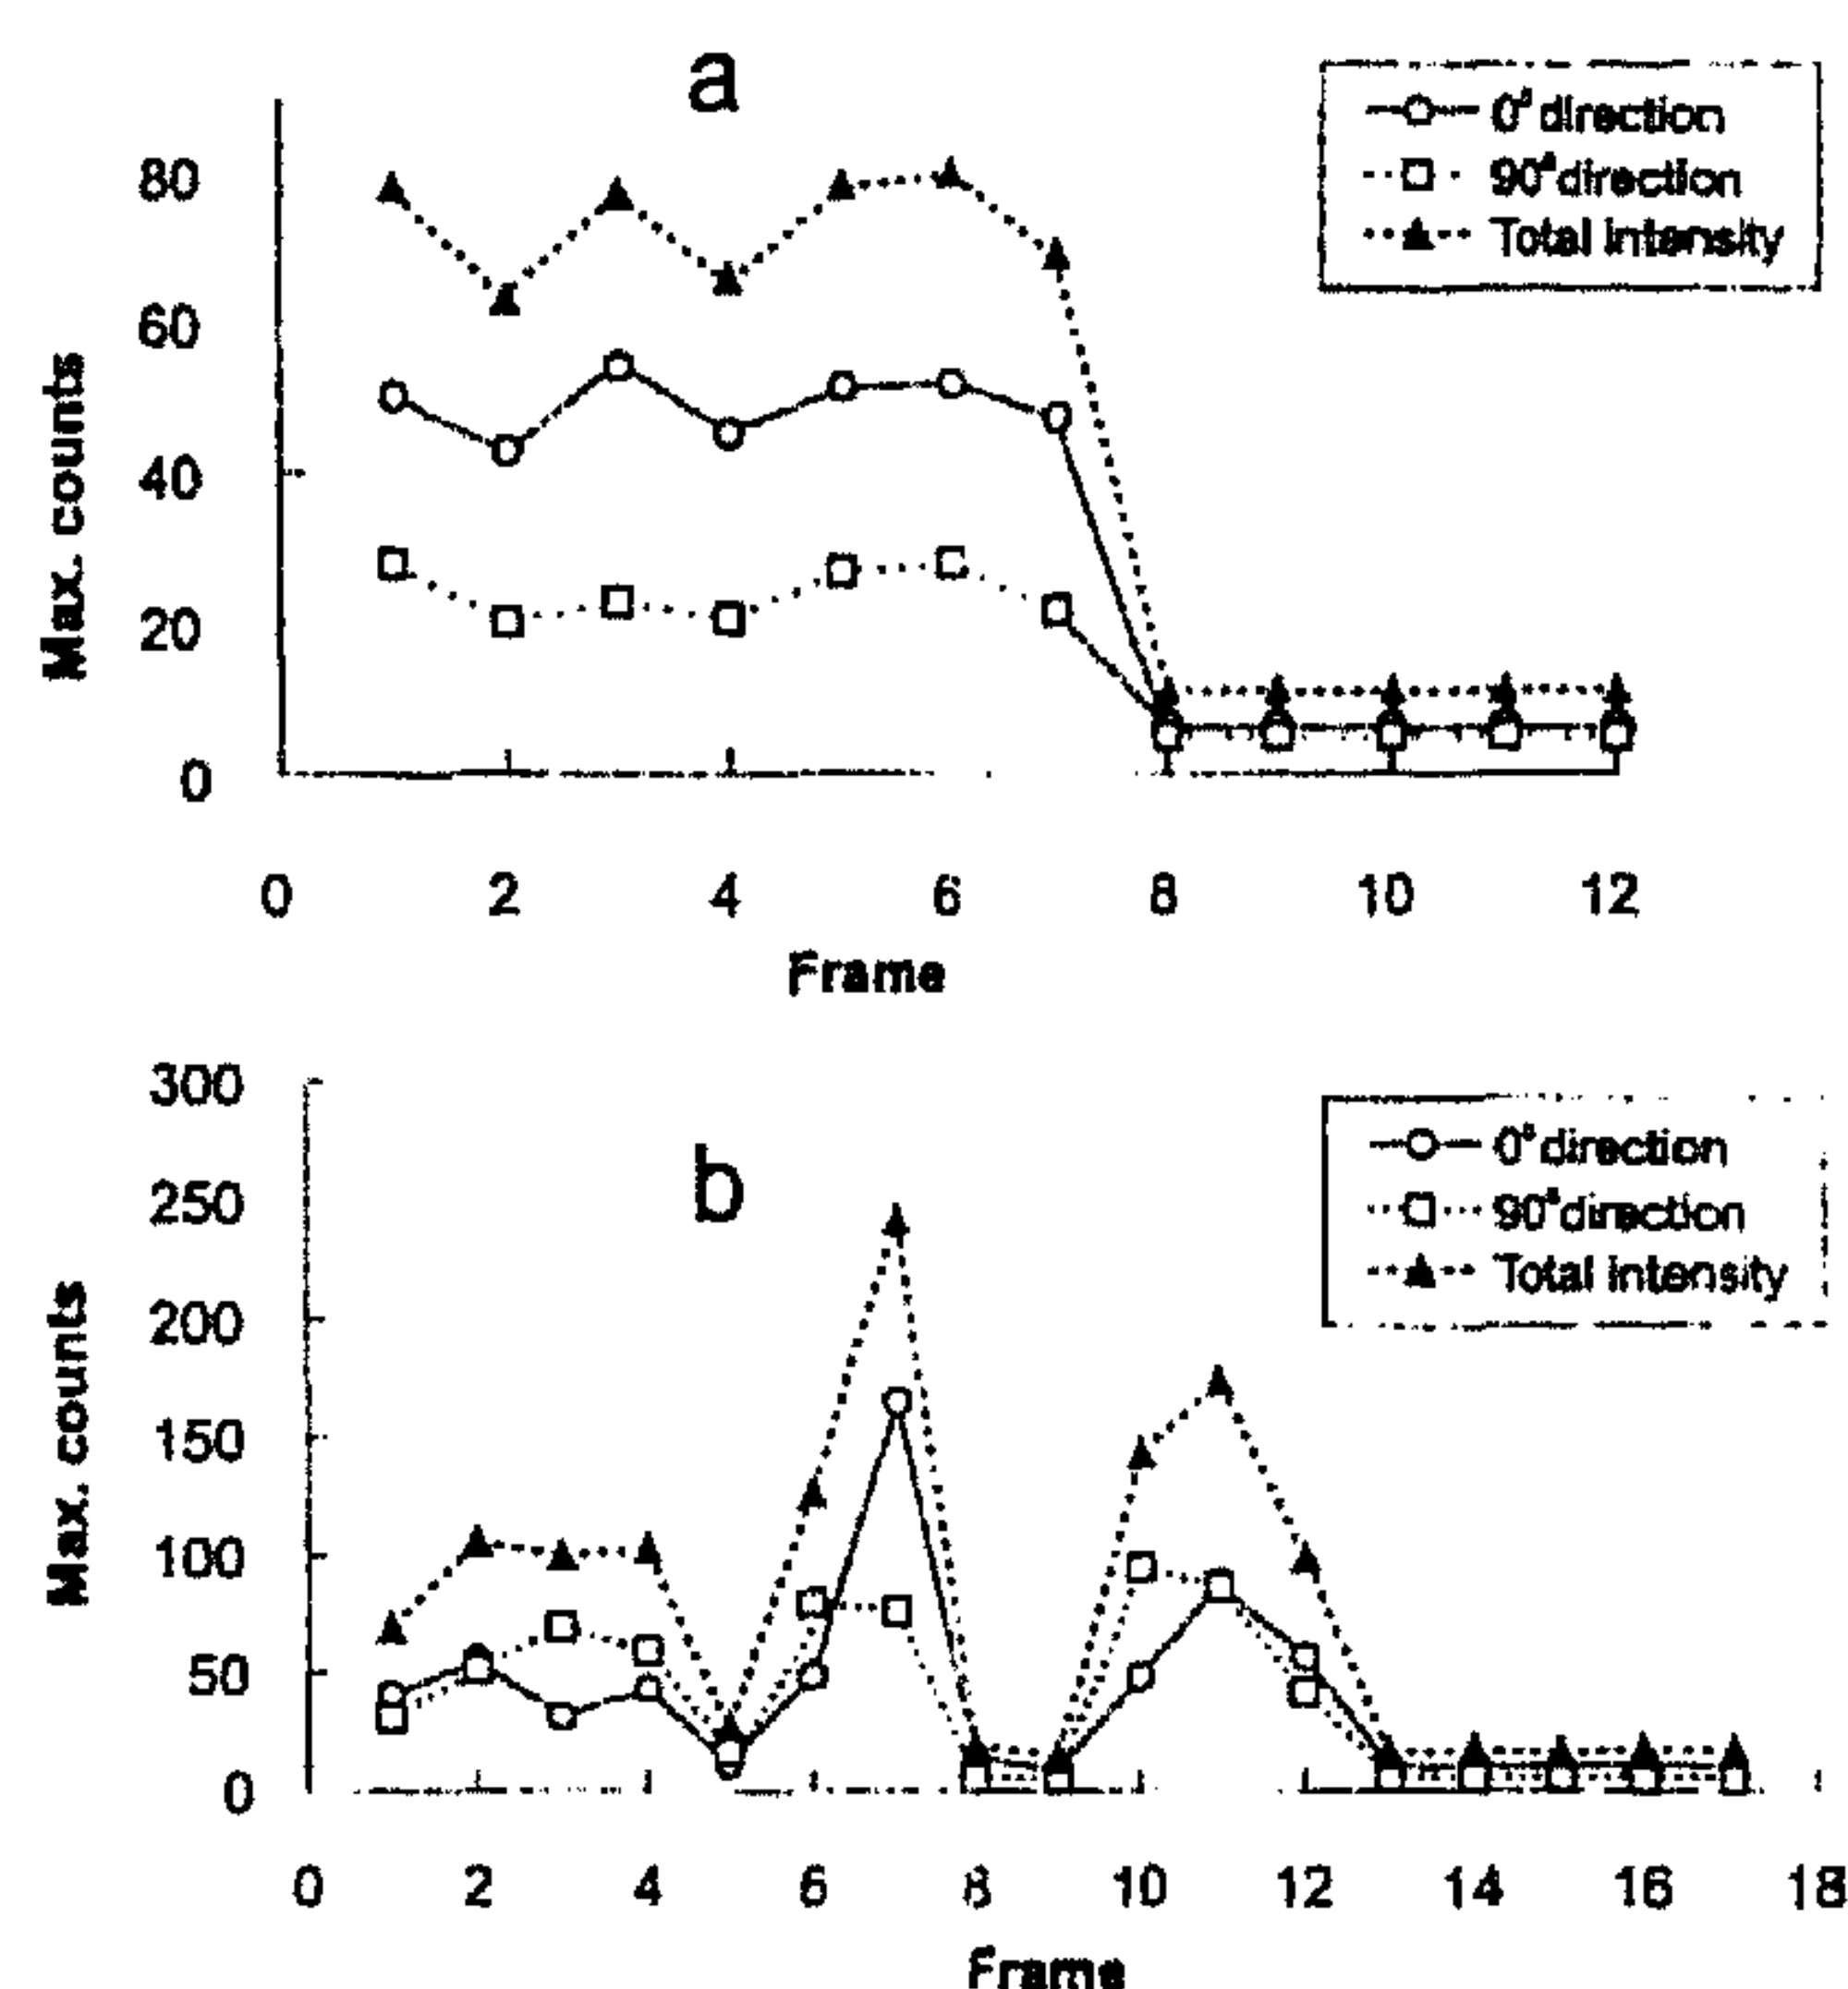 a
0° direction
90° direction
Total intensity
80
60
40
20
0
Max. counts
0 2 4 6 8 10 12
Frame
b
0° direction
90° direction
Total intensity
300
250
200
150
100
50
0
Max. counts
0 2 4 6 8 10 12 14 16 18
Frame